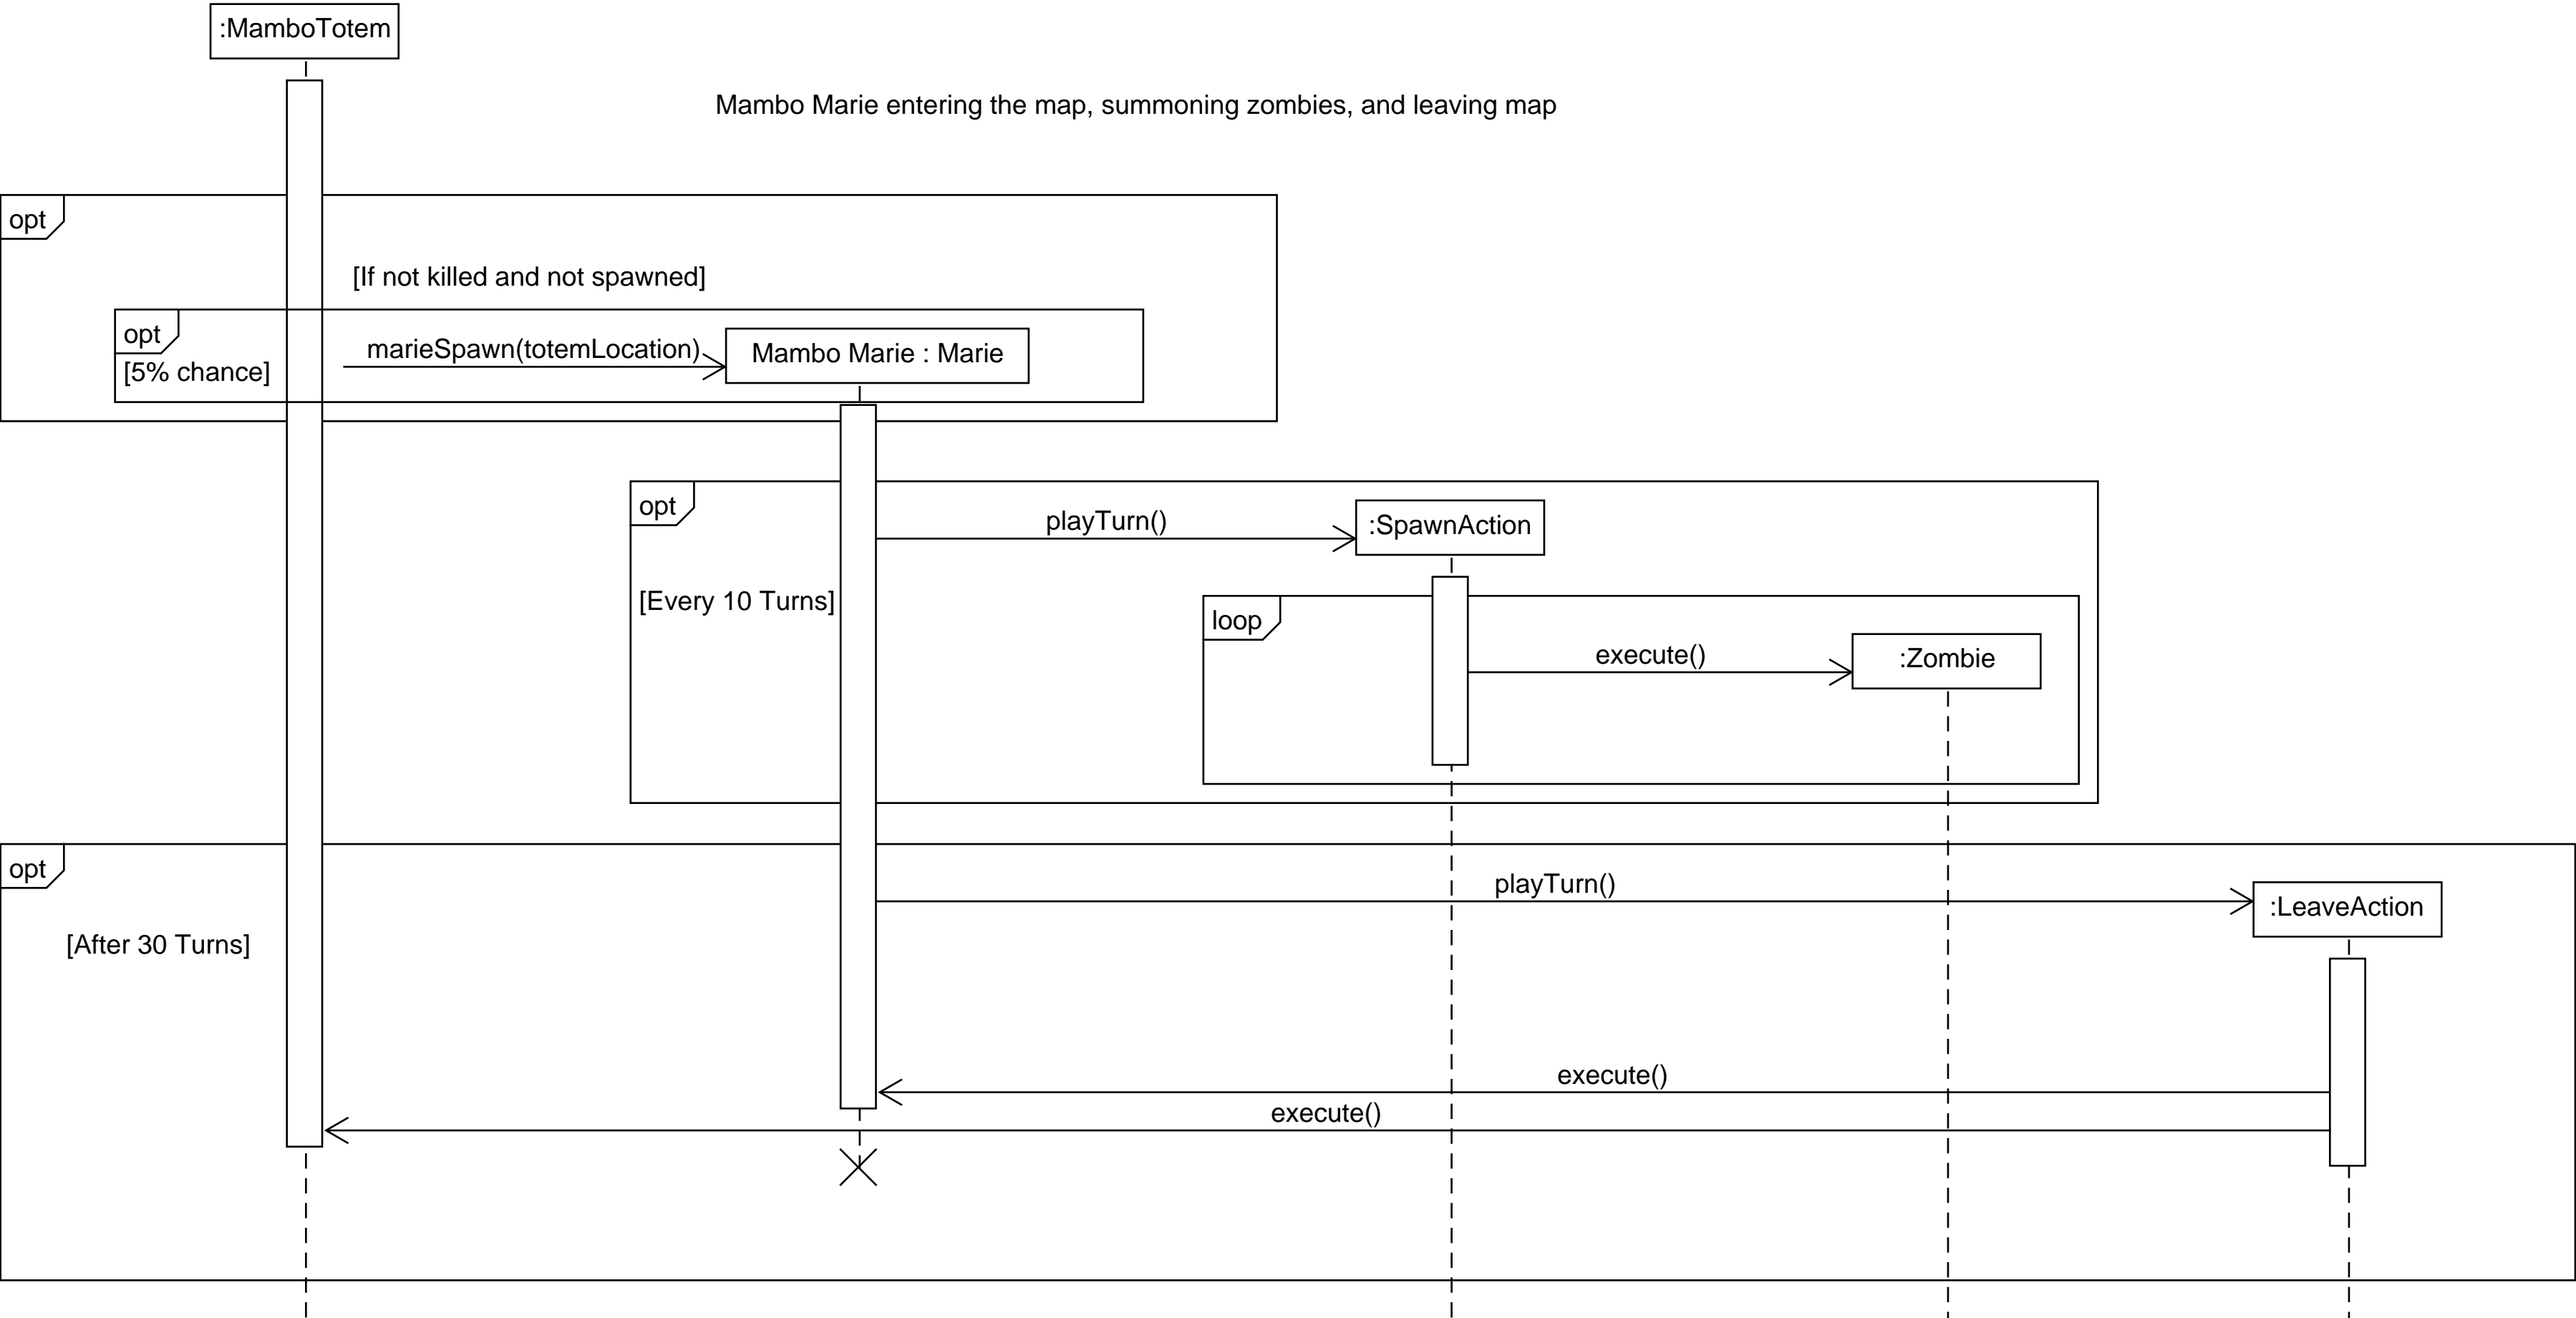 :MamboTotem
Mambo Marie entering the map, summoning zombies, and leaving map
opt
[If not killed and not spawned]
opt
[5% chance]
marieSpawn(totemLocation)
Mambo Marie : Marie
opt
[Every 10 Turns]
playTurn()
:SpawnAction
loop
execute()
:Zombie
opt
[After 30 Turns]
playTurn()
:LeaveAction
execute()
execute()